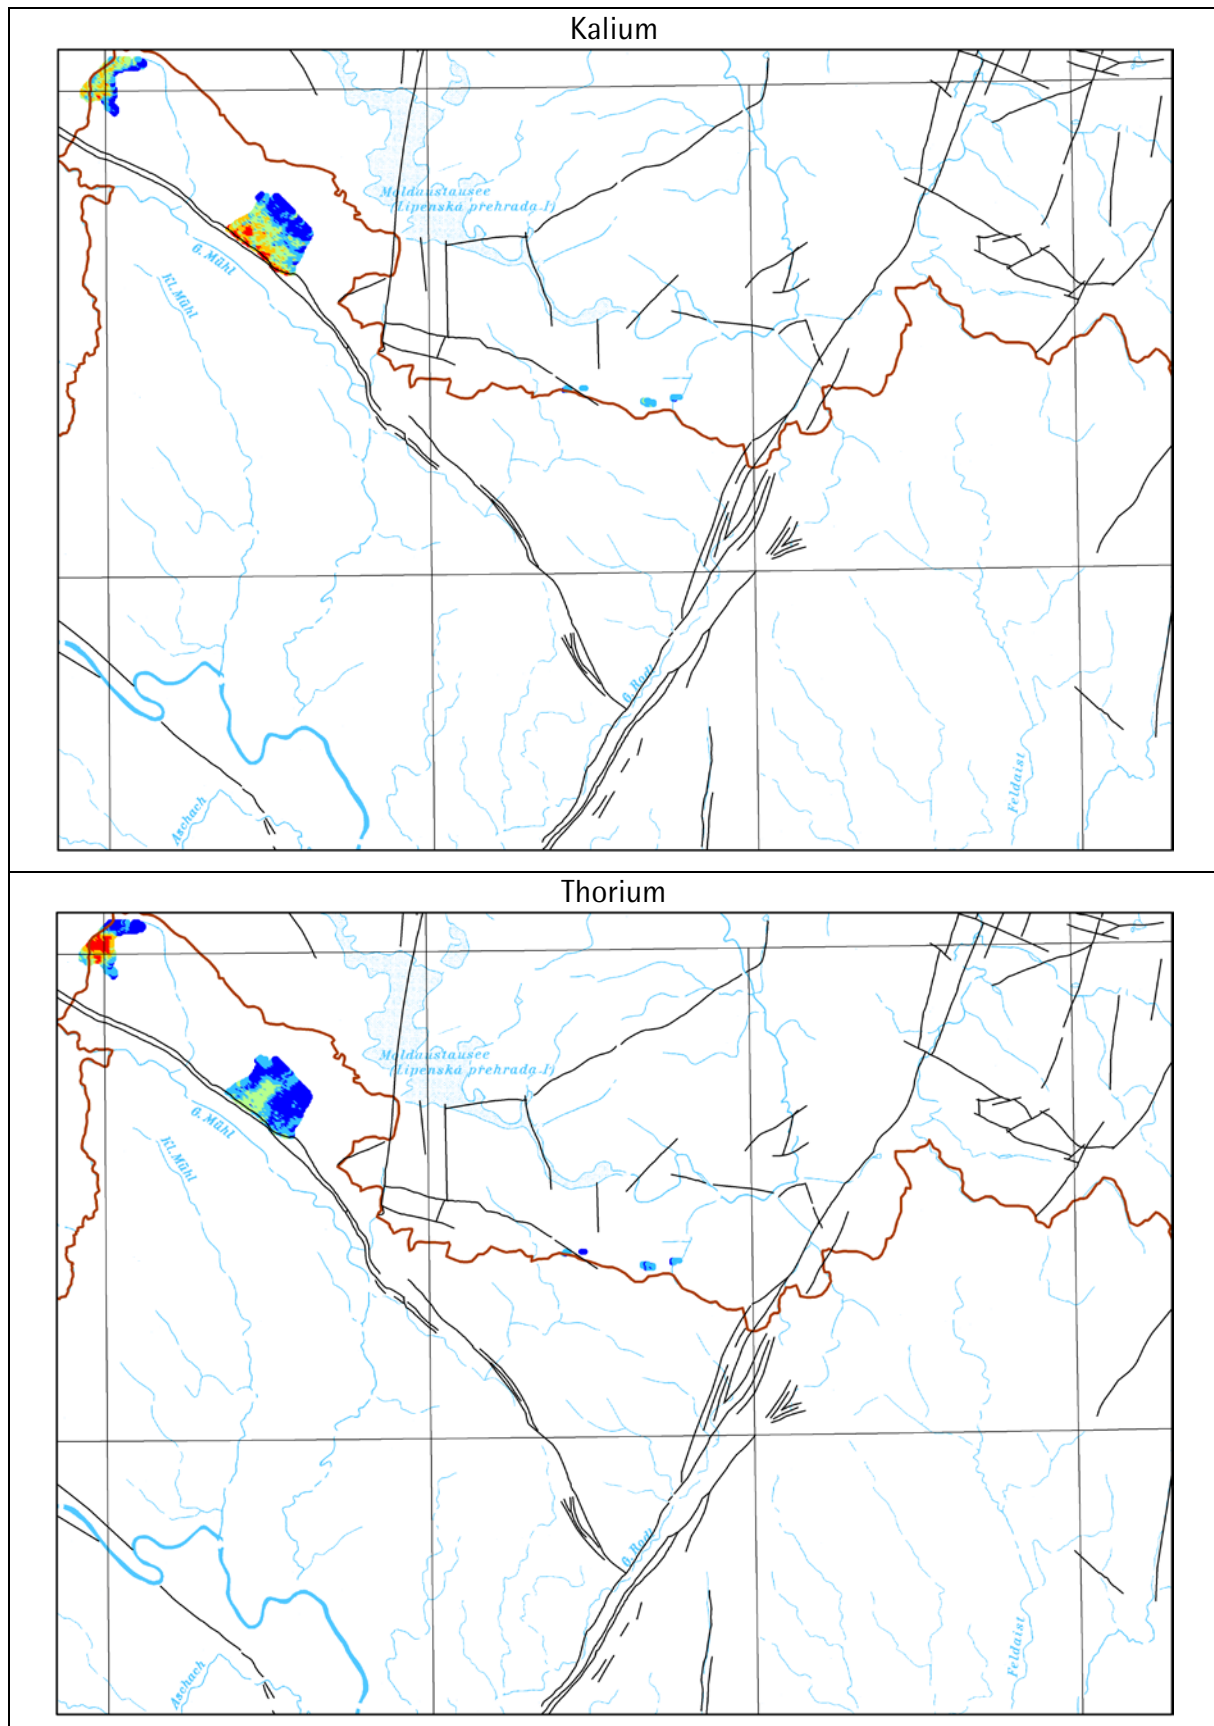 Kalium
Moldaustausee
(Lipenská přehrada I)
G. Mühl
Kl. Mühl
G. Rodl
Feldaist
Aschach
Thorium
Moldaustausee
(Lipenská přehrada I)
G. Mühl
Kl. Mühl
G. Rodl
Feldaist
Aschach